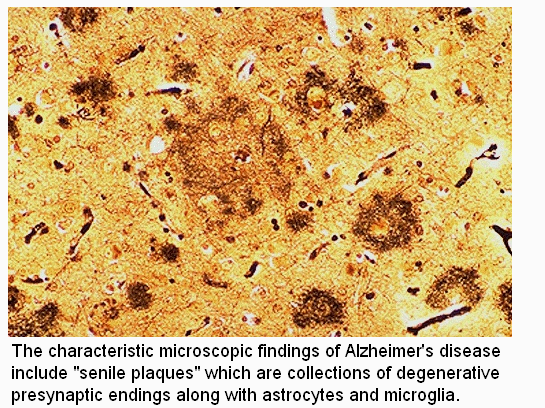 The characteristic microscopic findings of Alzheimer's disease
include "senile plaques" which are collections of degenerative
presynaptic endings along with astrocytes and microglia.